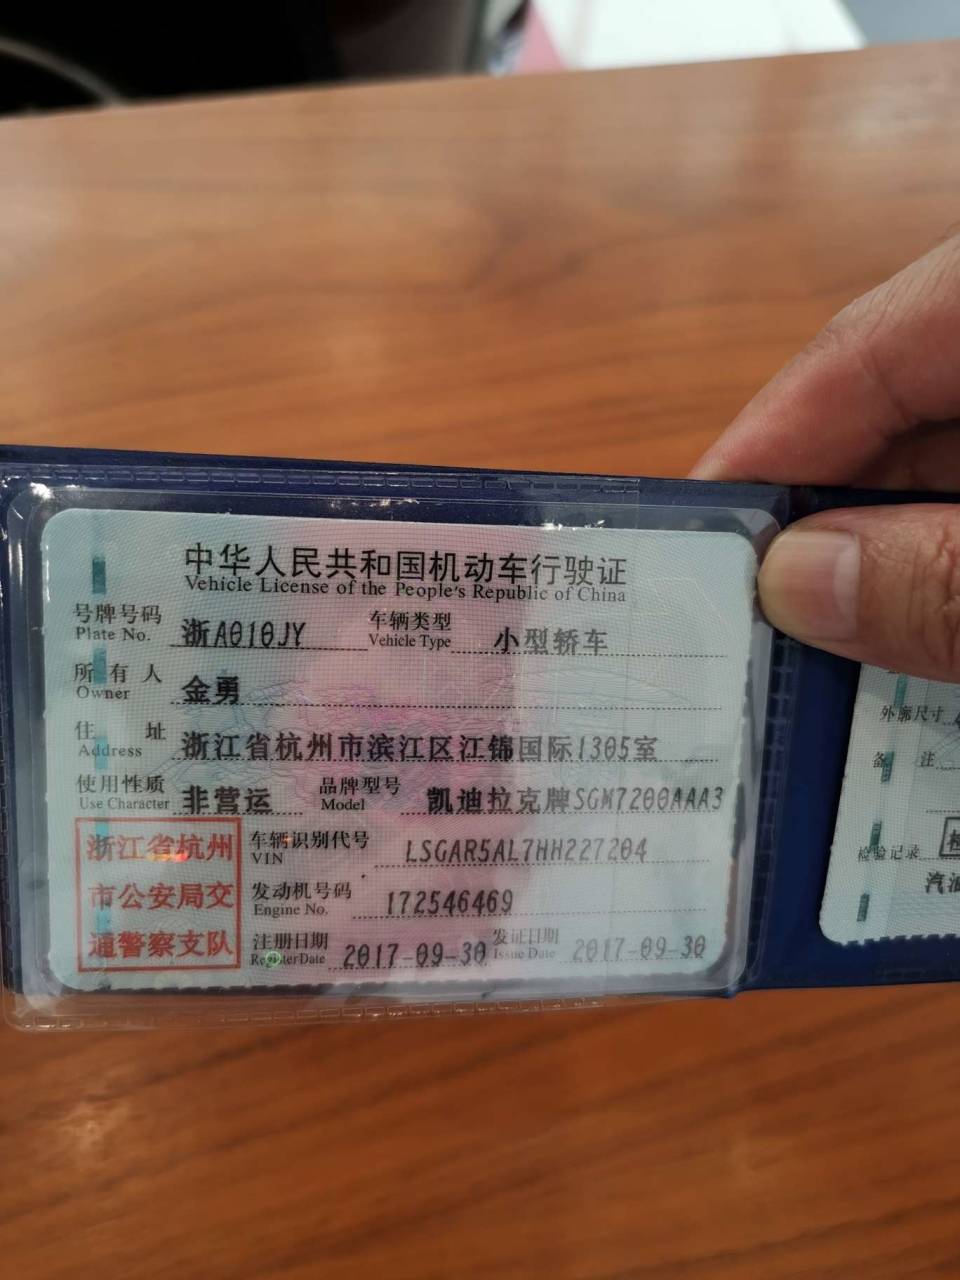 中华人民共和国机动车行驶证
Vehicle License of the People's Republic of China
号牌号码 浙A010JY 车辆类型 小型轿车
Plate No. Vehicle Type
所有人 金勇
Owner
住址 浙江省杭州市滨江区江锦国际1305室
Address
使用性质 非营运 品牌型号 凯迪拉克牌SGM7200AAA3
Use Character Model
浙江省杭州
市公安局交
通警察支队
车辆识别代号 LSGAR5AL7HH227204
VIN
发动机号码 172546469
Engine No.
注册日期 2017-09-30 发证日期 2017-09-30
Register Date Issue Date
外廓尺寸
备注
检验记录
汽油